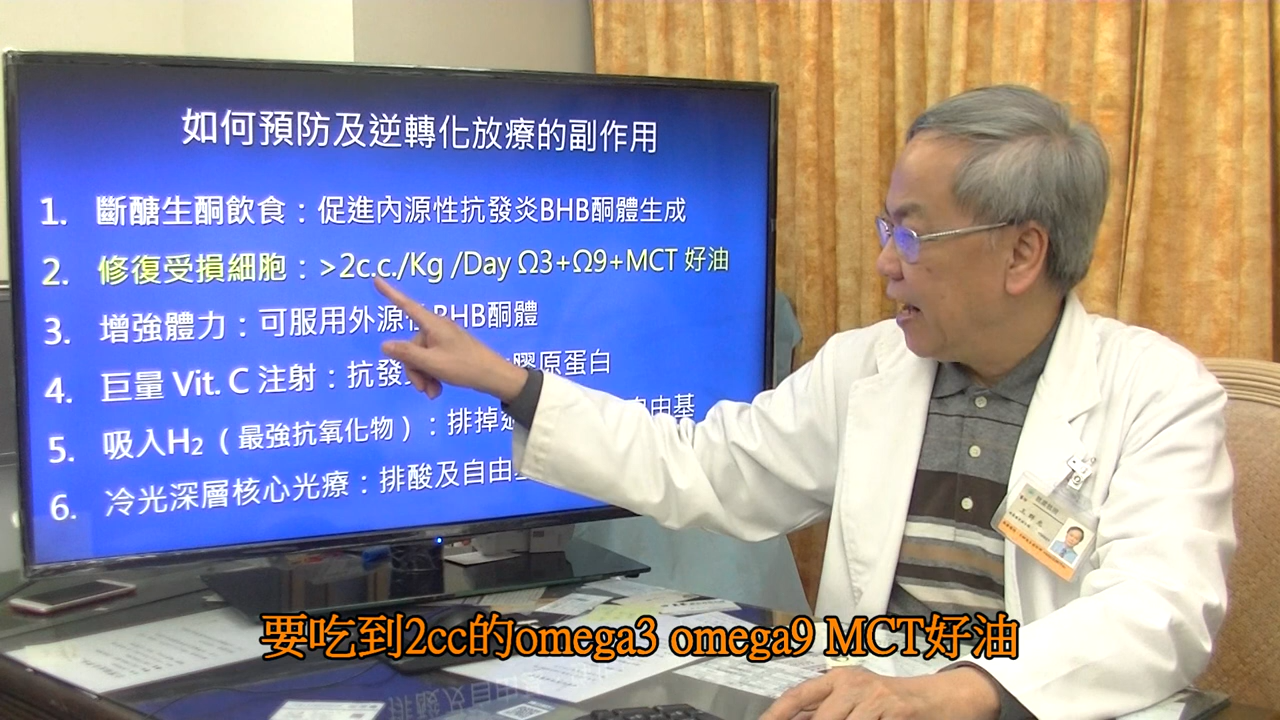 如何預防及逆轉化放療的副作用
1. 斷醣生酮飲食：促進內源性抗發炎BHB酮體生成
2. 修復受損細胞：>2c.c./Kg /Day Ω3+Ω9+MCT 好油
3. 增強體力：可服用外源 BHB酮體
4. 巨量 Vit. C 注射：抗發 膠原蛋白
5. 吸入H₂（最強抗氧化物）：排掉 自由基
6. 冷光深層核心光療：排酸及自由
要吃到2cc的omega3 omega9 MCT好油